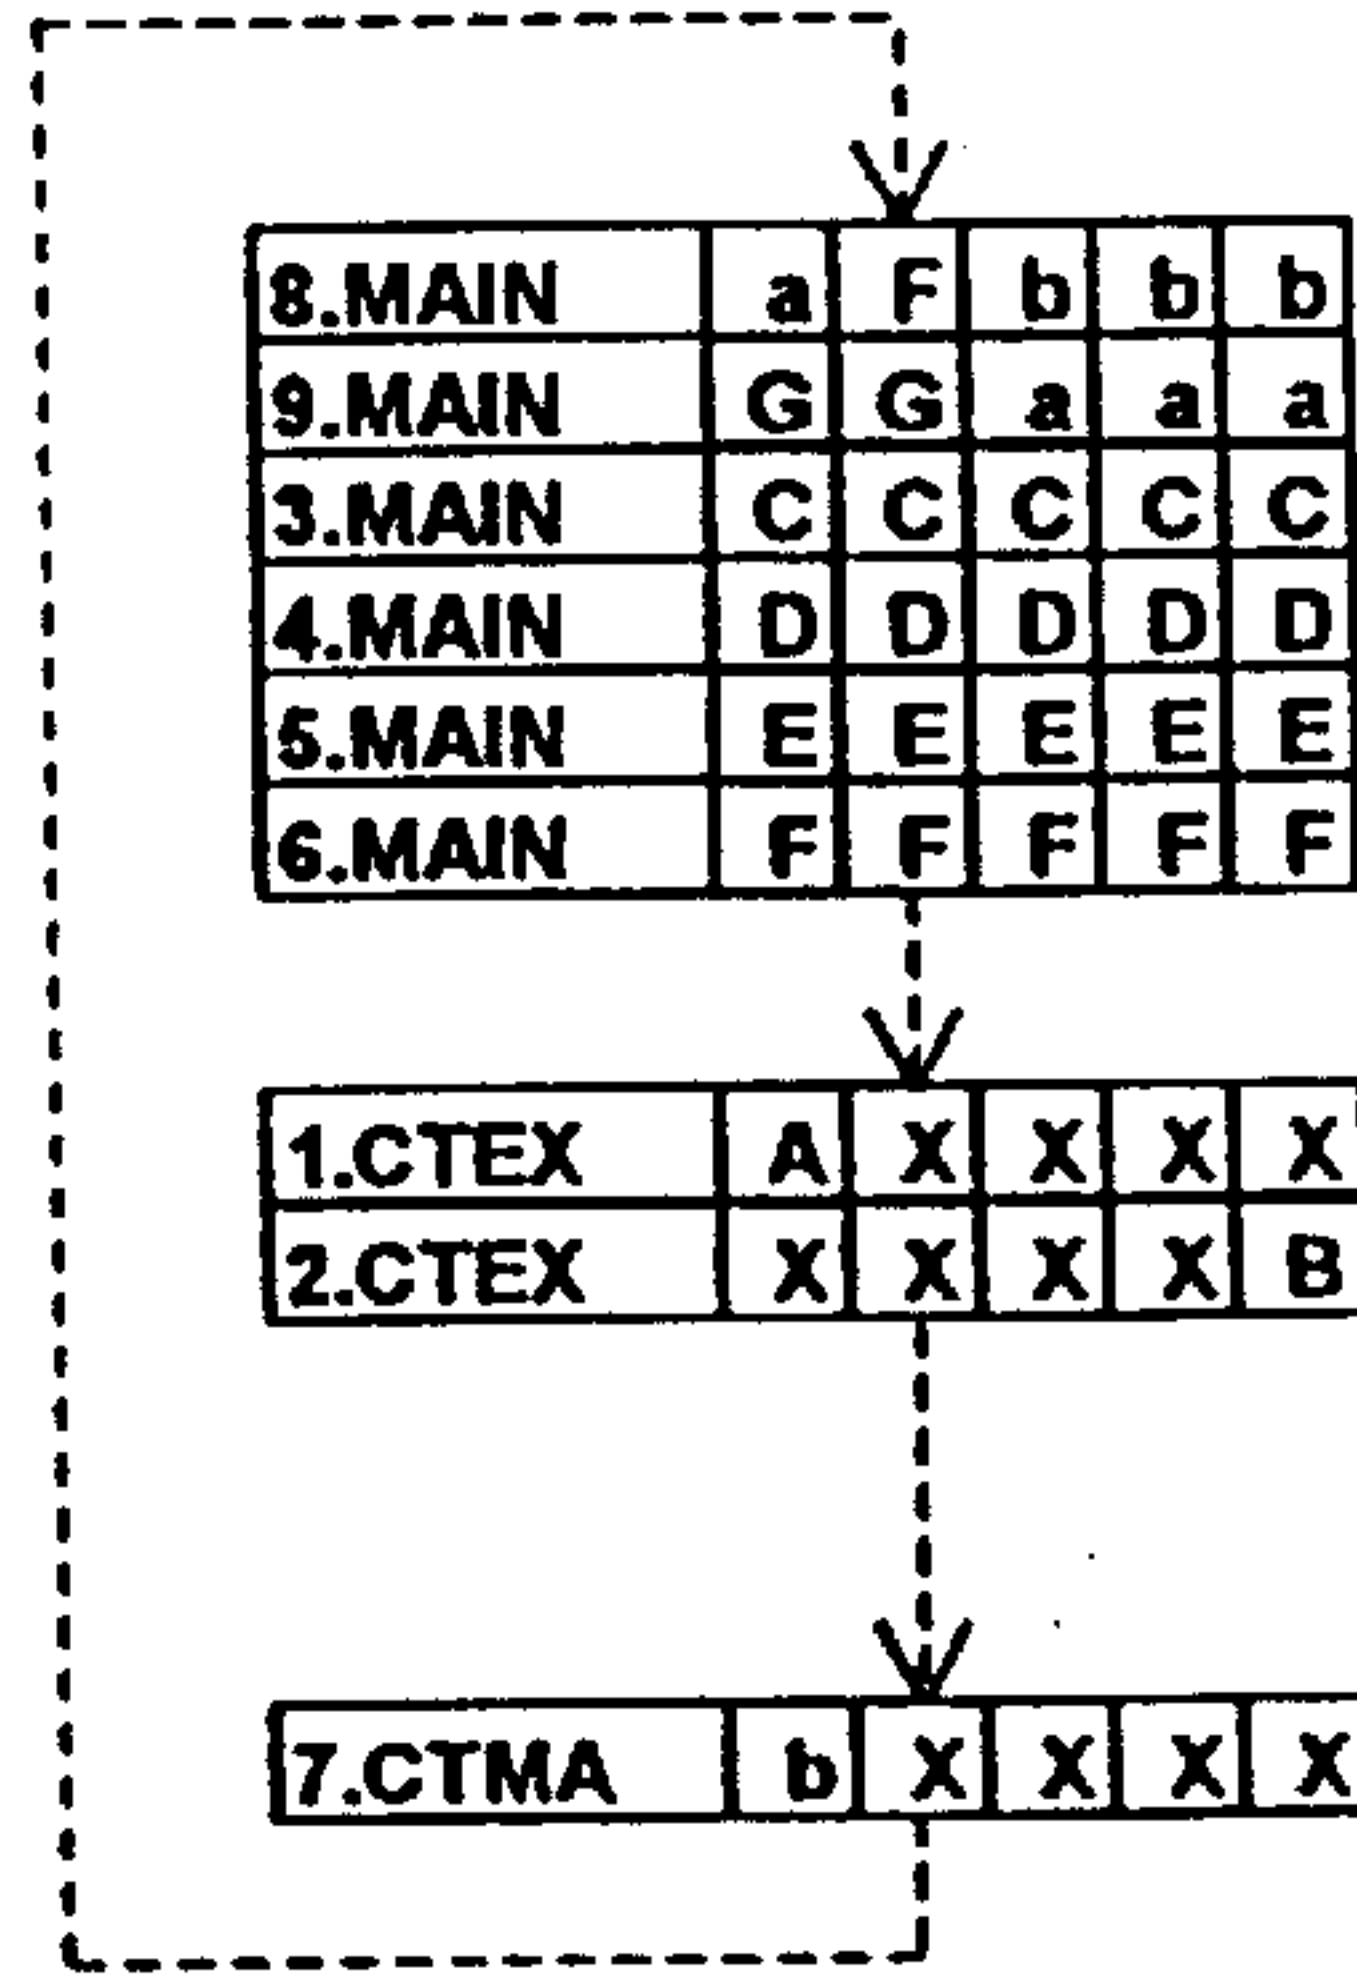 8.MAIN a F b b b
9.MAIN G G a a a
3.MAIN C C C C C
4.MAIN D D D D D
5.MAIN E E E E E
6.MAIN F F F F F
1.CTEX A X X X X
2.CTEX X X X X B
7.CTMA b X X X X